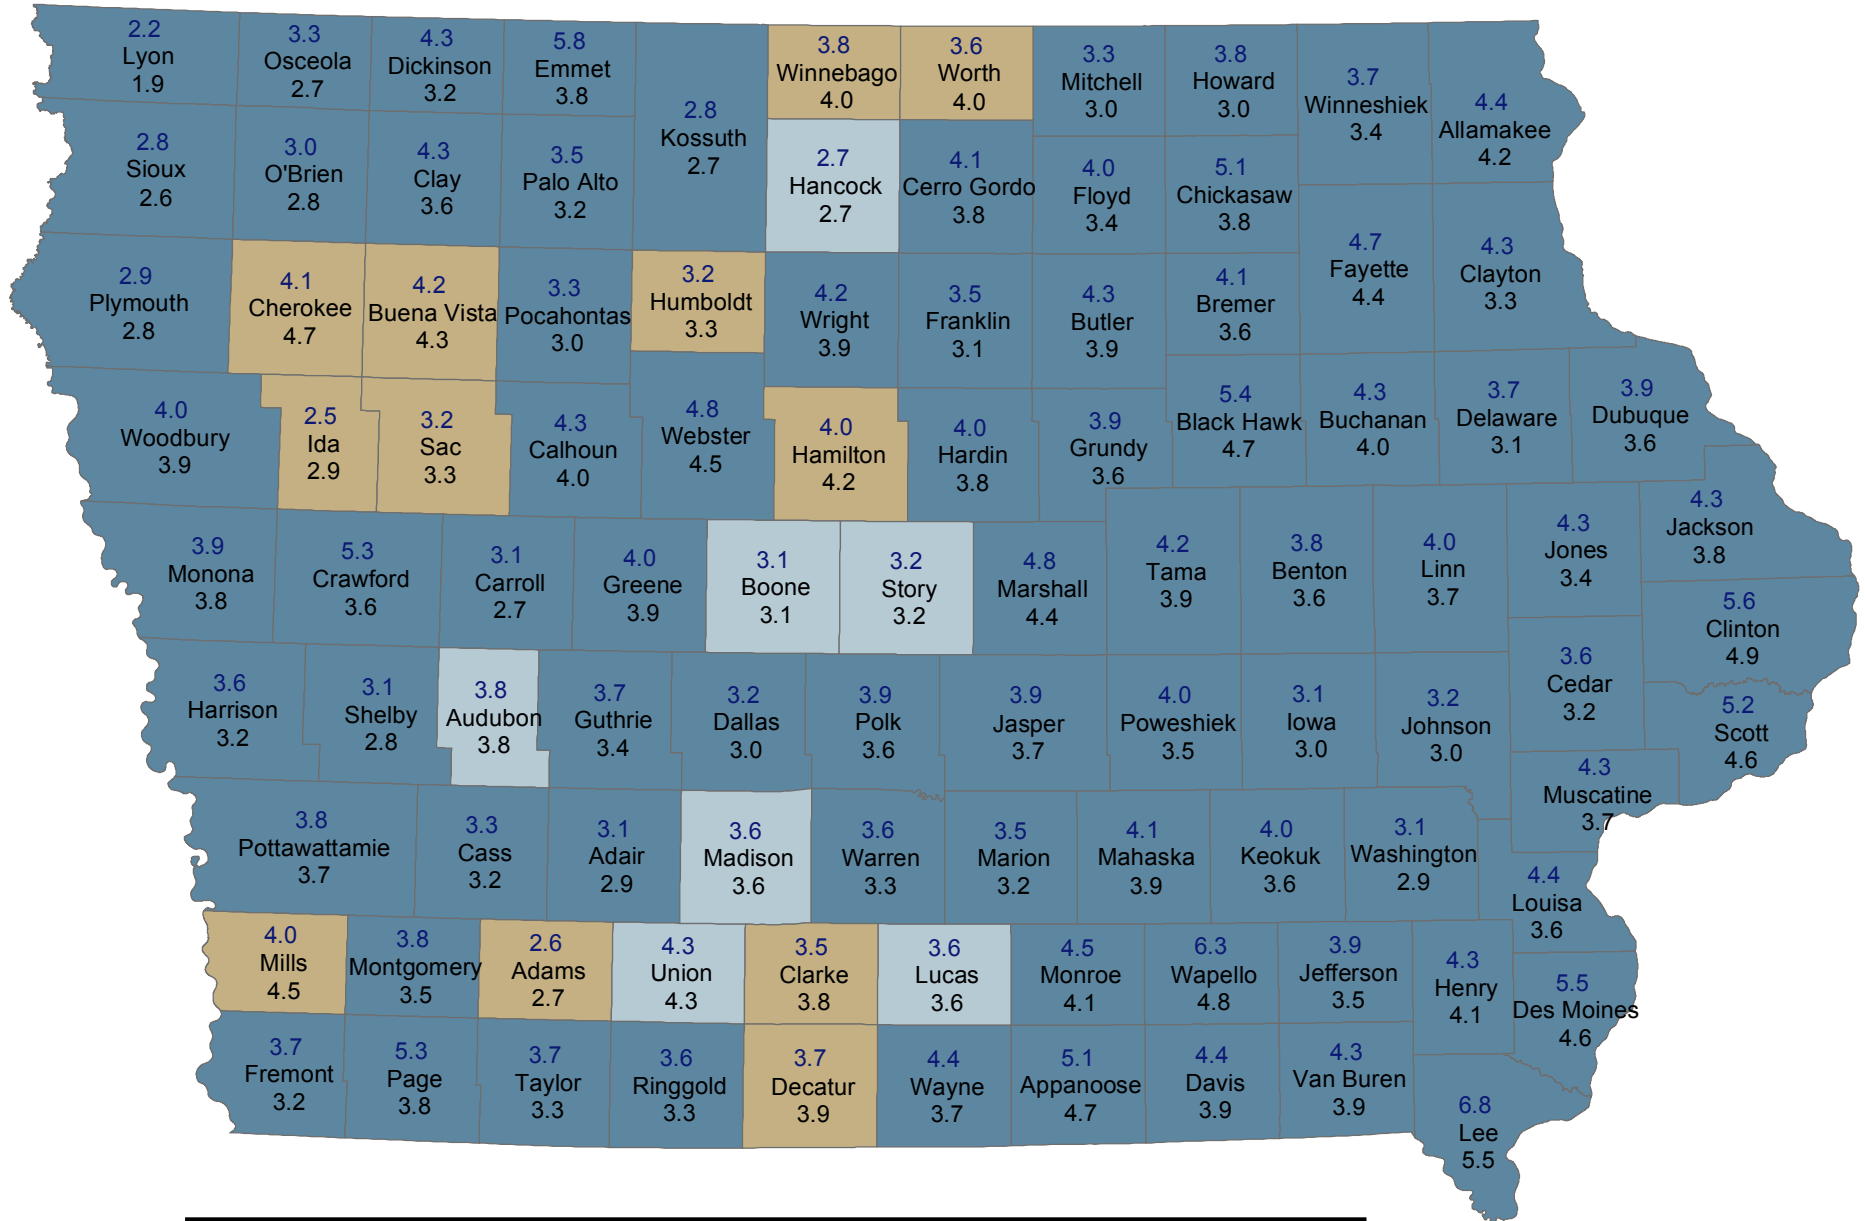 2.2
Lyon
1.9
3.3
Osceola
2.7
4.3
Dickinson
3.2
5.8
Emmet
3.8
2.8
Kossuth
2.7
3.8
Winnebago
4.0
3.6
Worth
4.0
3.3
Mitchell
3.0
3.8
Howard
3.0
3.7
Winneshiek
3.4
4.4
Allamakee
4.2
2.8
Sioux
2.6
3.0
O'Brien
2.8
4.3
Clay
3.6
3.5
Palo Alto
3.2
2.7
Hancock
2.7
4.1
Cerro Gordo
3.8
4.0
Floyd
3.4
5.1
Chickasaw
3.8
2.9
Plymouth
2.8
4.1
Cherokee
4.7
4.2
Buena Vista
4.3
3.3
Pocahontas
3.0
3.2
Humboldt
3.3
4.2
Wright
3.9
3.5
Franklin
3.1
4.3
Butler
3.9
4.1
Bremer
3.6
4.7
Fayette
4.4
4.3
Clayton
3.3
4.0
Woodbury
3.9
2.5
Ida
2.9
3.2
Sac
3.3
4.3
Calhoun
4.0
4.8
Webster
4.5
4.0
Hamilton
4.2
4.0
Hardin
3.8
3.9
Grundy
3.6
5.4
Black Hawk
4.7
4.3
Buchanan
4.0
3.7
Delaware
3.1
3.9
Dubuque
3.6
3.9
Monona
3.8
5.3
Crawford
3.6
3.1
Carroll
2.7
4.0
Greene
3.9
3.1
Boone
3.1
3.2
Story
3.2
4.8
Marshall
4.4
4.2
Tama
3.9
3.8
Benton
3.6
4.0
Linn
3.7
4.3
Jones
3.4
4.3
Jackson
3.8
5.6
Clinton
4.9
3.6
Harrison
3.2
3.1
Shelby
2.8
3.8
Audubon
3.8
3.7
Guthrie
3.4
3.2
Dallas
3.0
3.9
Polk
3.6
3.9
Jasper
3.7
4.0
Poweshiek
3.5
3.1
Iowa
3.0
3.2
Johnson
3.0
3.6
Cedar
3.2
5.2
Scott
4.6
4.3
Muscatine
3.7
3.8
Pottawattamie
3.7
3.3
Cass
3.2
3.1
Adair
2.9
3.6
Madison
3.6
3.6
Warren
3.3
3.5
Marion
3.2
4.1
Mahaska
3.9
4.0
Keokuk
3.6
3.1
Washington
2.9
4.4
Louisa
3.6
4.0
Mills
4.5
3.8
Montgomery
3.5
2.6
Adams
2.7
4.3
Union
4.3
3.5
Clarke
3.8
3.6
Lucas
3.6
4.5
Monroe
4.1
6.3
Wapello
4.8
3.9
Jefferson
3.5
4.3
Henry
4.1
5.5
Des Moines
4.6
3.7
Fremont
3.2
5.3
Page
3.8
3.7
Taylor
3.3
3.6
Ringgold
3.3
3.7
Decatur
3.9
4.4
Wayne
3.7
5.1
Appanoose
4.7
4.4
Davis
3.9
4.3
Van Buren
3.9
6.8
Lee
5.5